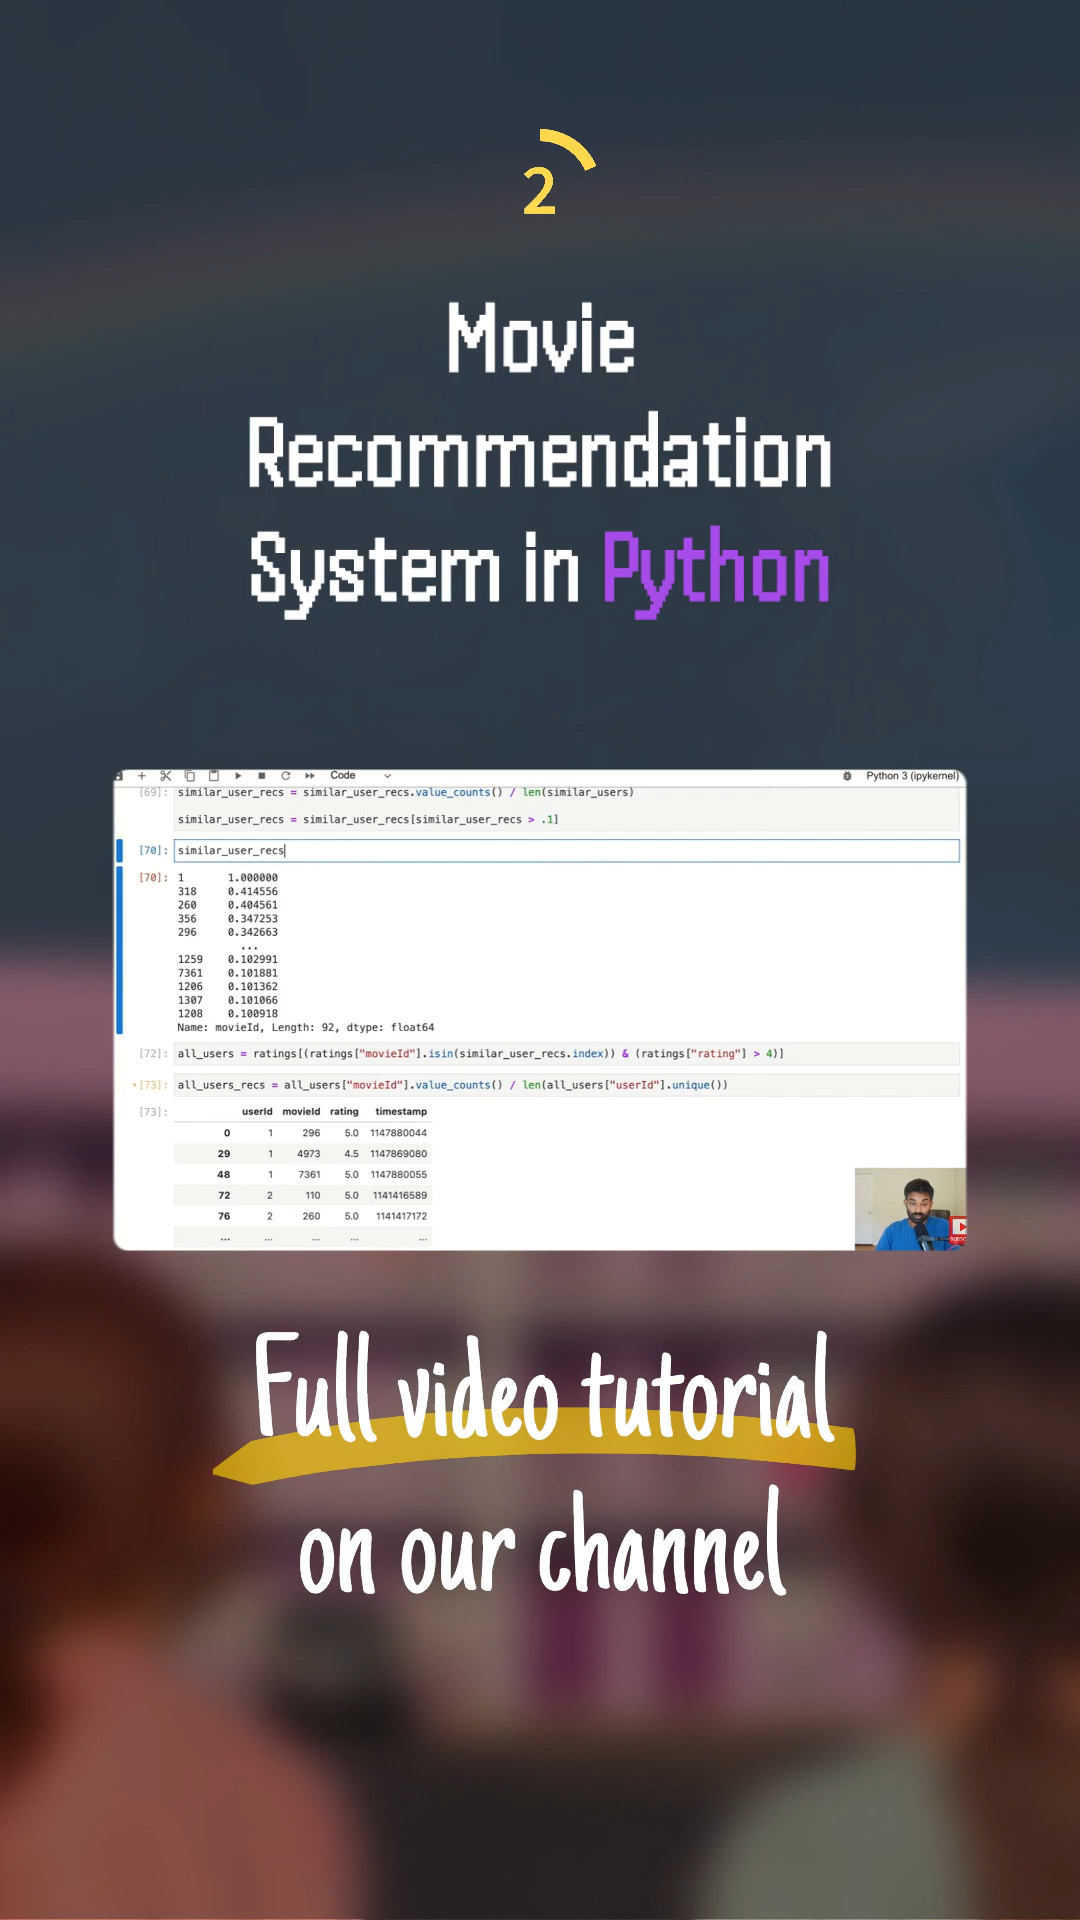 2
Movie
Recommendation
System in Python
Code
Python 3 (ipykernel)
[69]: similar_user_recs = similar_user_recs.value_counts() / len(similar_users)
similar_user_recs = similar_user_recs[similar_user_recs > .1]
[70]: similar_user_recs
[70]: 1 1.000000
318 0.414556
260 0.404561
356 0.347253
296 0.342663
...
1259 0.102991
7361 0.101881
1206 0.101362
1307 0.101066
1208 0.100918
Name: movieId, Length: 92, dtype: float64
[72]: all_users = ratings[(ratings["movieId"].isin(similar_user_recs.index)) & (ratings["rating"] > 4)]
•[73]: all_users_recs = all_users["movieId"].value_counts() / len(all_users["userId"].unique())
[73]: userId movieId rating timestamp
0 1 296 5.0 1147880044
29 1 4973 4.5 1147869080
48 1 7361 5.0 1147880055
72 2 110 5.0 1141416589
76 2 260 5.0 1141417172
... ... ... ... ...
Full video tutorial
on our channel